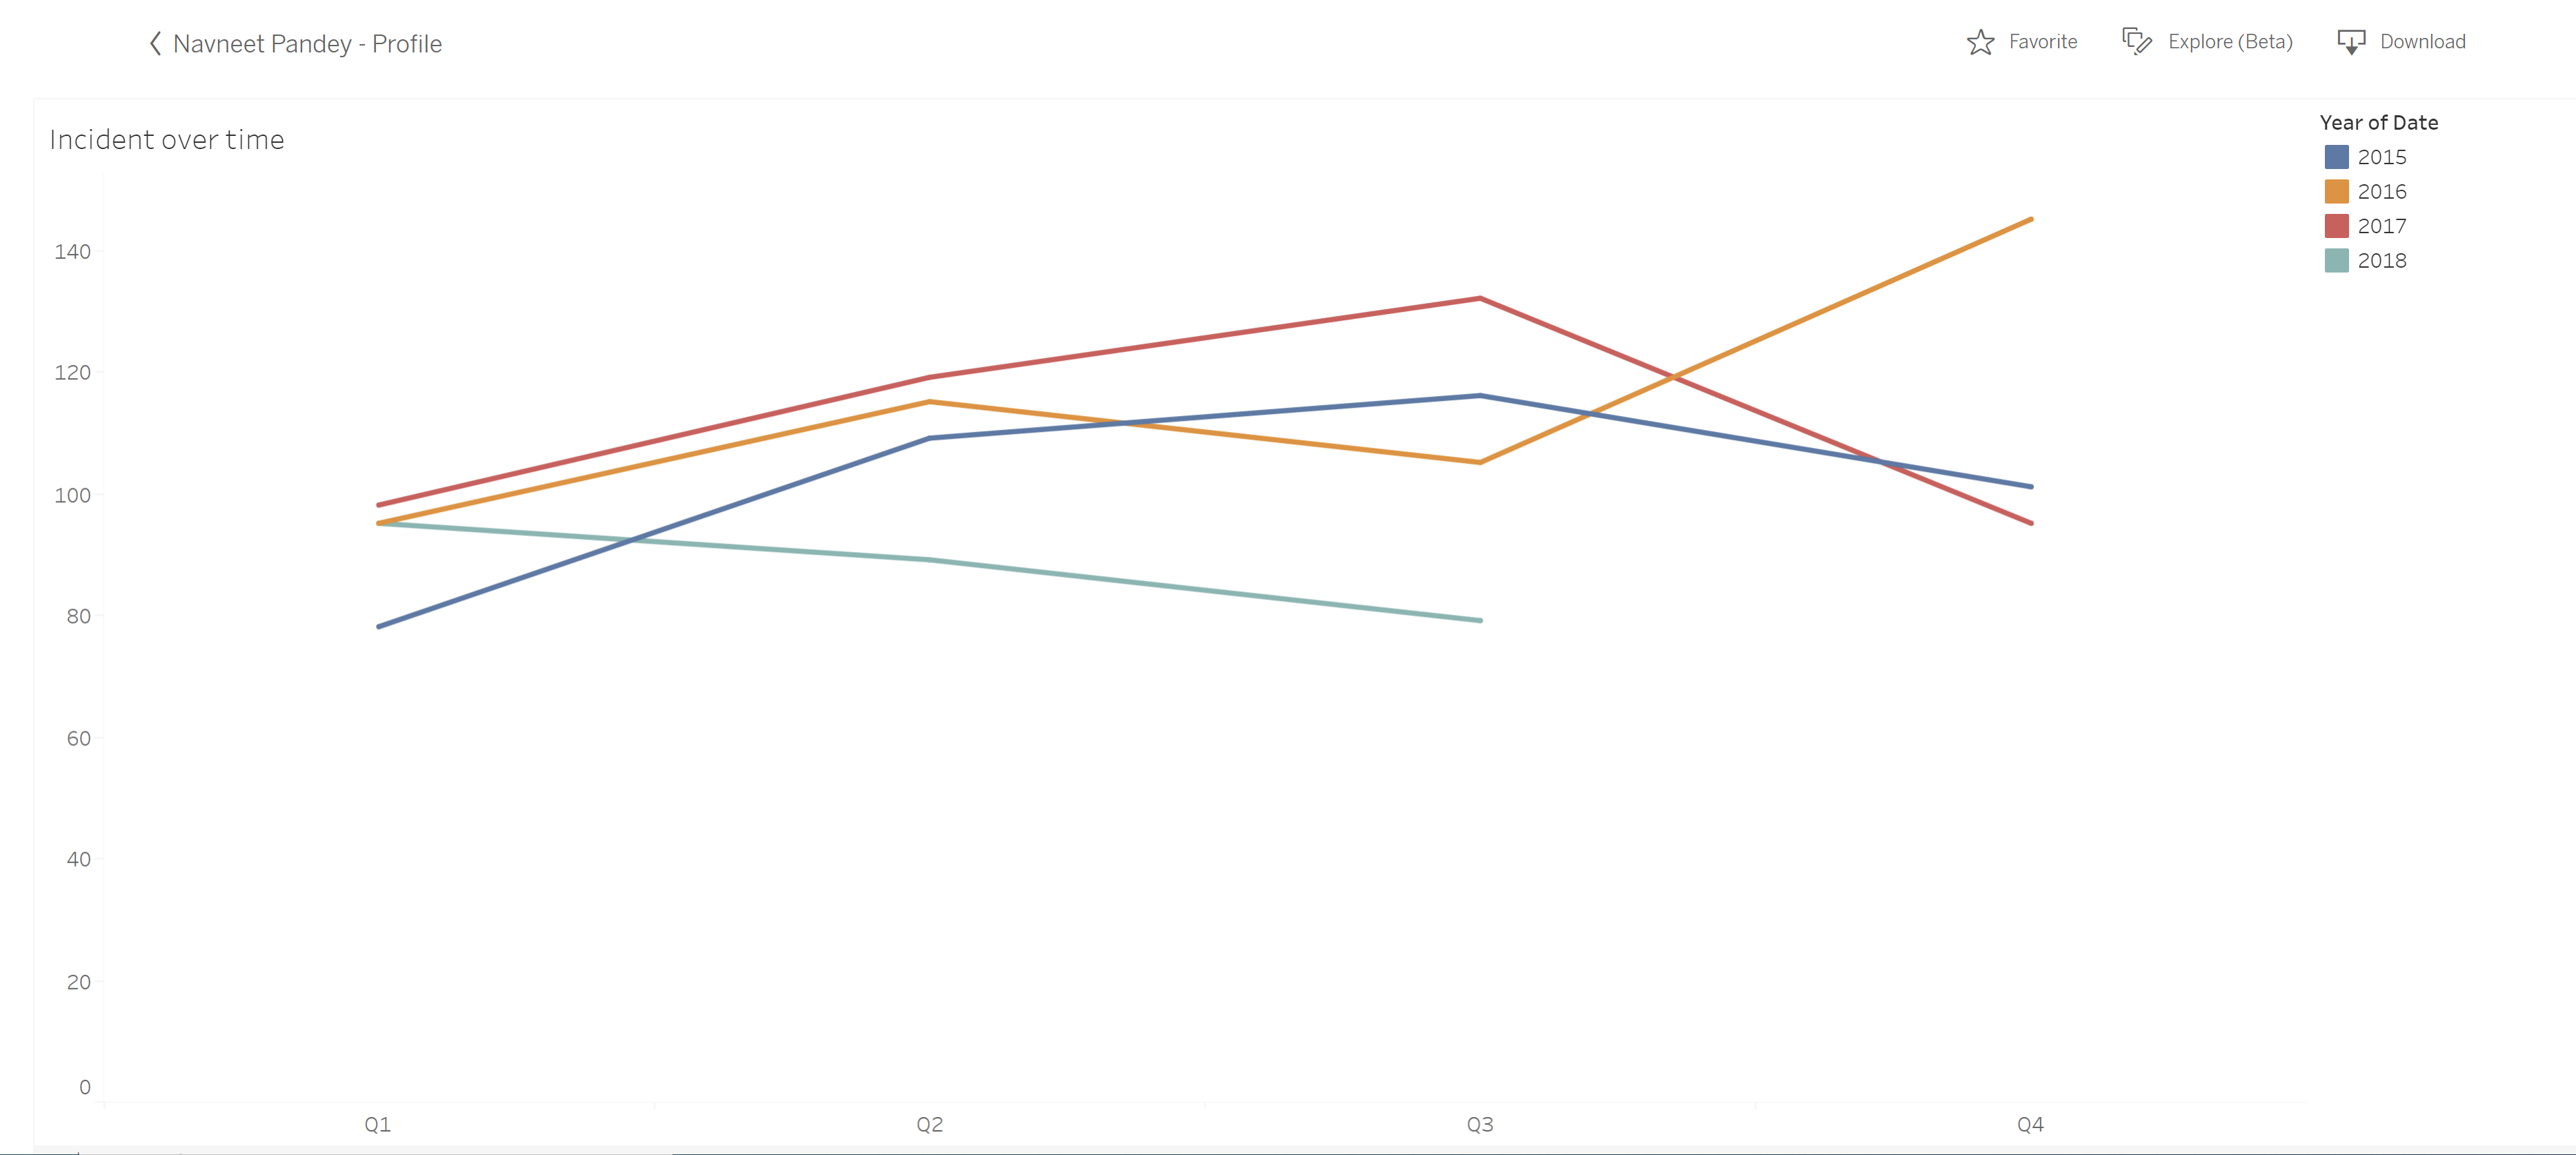 Navneet Pandey - Profile
Favorite
Explore (Beta)
Download
Incident over time
Year of Date
2015
2016
2017
2018
140
120
100
80
60
40
20
0
Q1
Q2
Q3
Q4